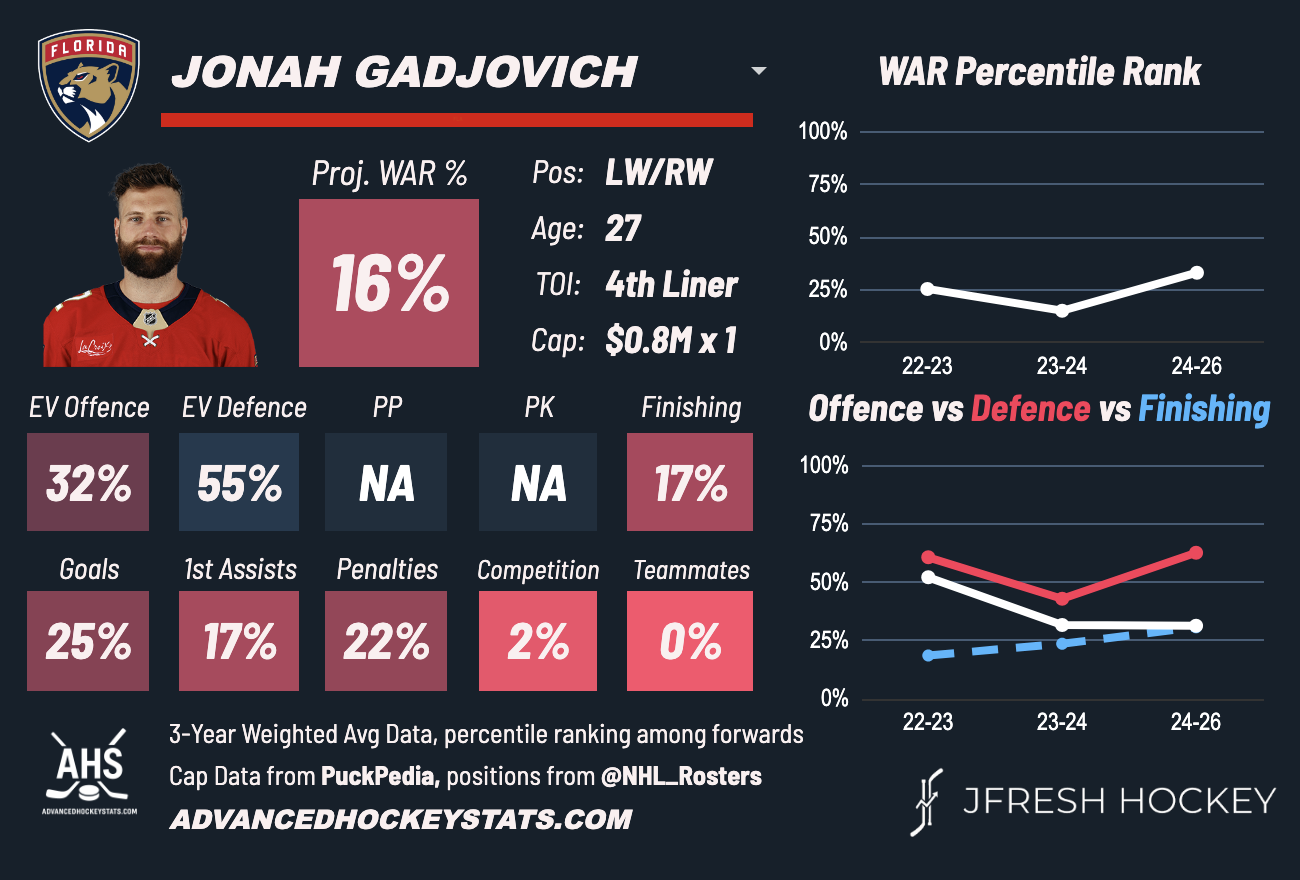 FLORIDA
JONAH GADJOVICH
WAR Percentile Rank
Proj. WAR %
16%
Pos: LW/RW
Age: 27
TOI: 4th Liner
Cap: $0.8M x 1
LaCroix
100%
75%
50%
25%
0%
22-23 23-24 24-26
EV Offence EV Defence PP PK Finishing
32% 55% NA NA 17%
Goals 1st Assists Penalties Competition Teammates
25% 17% 22% 2% 0%
Offence vs Defence vs Finishing
100%
75%
50%
25%
0%
22-23 23-24 24-26
AHS
ADVANCEDHOCKEYSTATS.COM
3-Year Weighted Avg Data, percentile ranking among forwards
Cap Data from PuckPedia, positions from @NHL_Rosters
ADVANCEDHOCKEYSTATS.COM
JFRESH HOCKEY